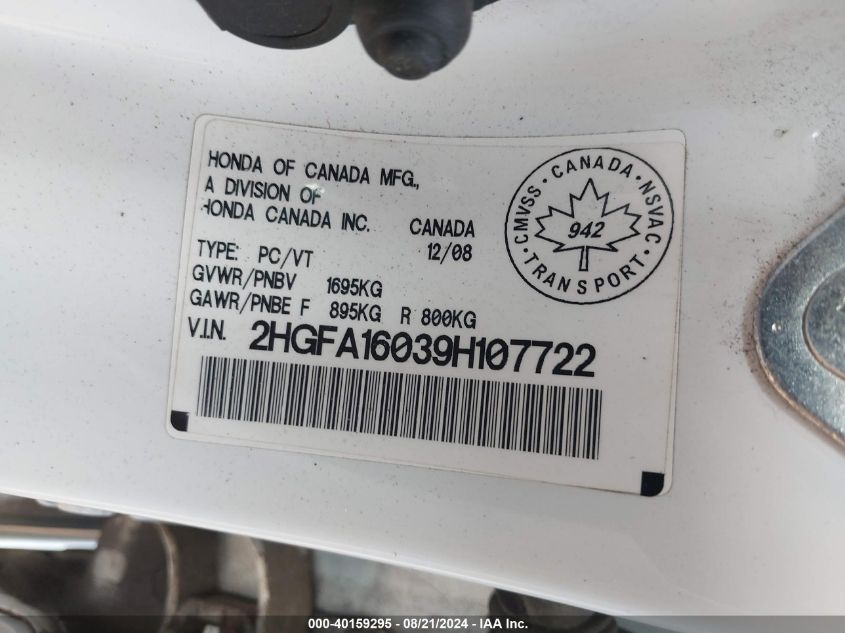 HONDA OF CANADA MFG.,
A DIVISION OF
HONDA CANADA INC. CANADA
TYPE: PC/VT 12/08
GVWR/PNBV 1695KG
GAWR/PNBE F 895KG R 800KG
V.I.N. 2HGFA16039H107722
CMVSS · CANADA · NSVAC · TRANSPORT ·
942
000-40159295 - 08/21/2024 - IAA Inc.